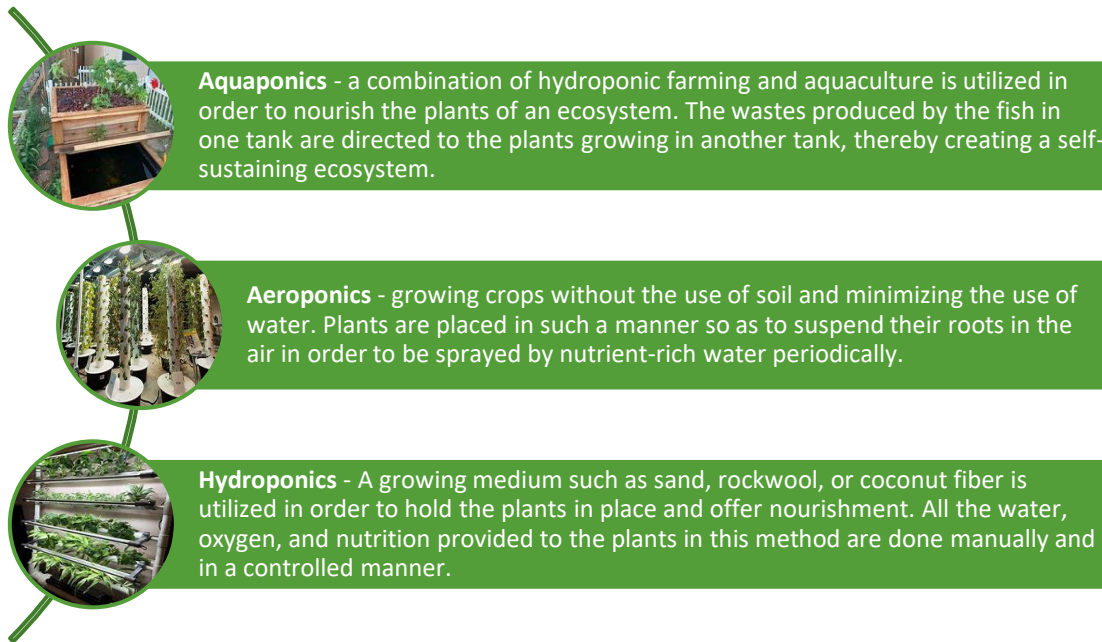 Aquaponics - a combination of hydroponic farming and aquaculture is utilized in
order to nourish the plants of an ecosystem. The wastes produced by the fish in
one tank are directed to the plants growing in another tank, thereby creating a self-
sustaining ecosystem.
Aeroponics - growing crops without the use of soil and minimizing the use of
water. Plants are placed in such a manner so as to suspend their roots in the
air in order to be sprayed by nutrient-rich water periodically.
Hydroponics - A growing medium such as sand, rockwool, or coconut fiber is
utilized in order to hold the plants in place and offer nourishment. All the water,
oxygen, and nutrition provided to the plants in this method are done manually and
in a controlled manner.